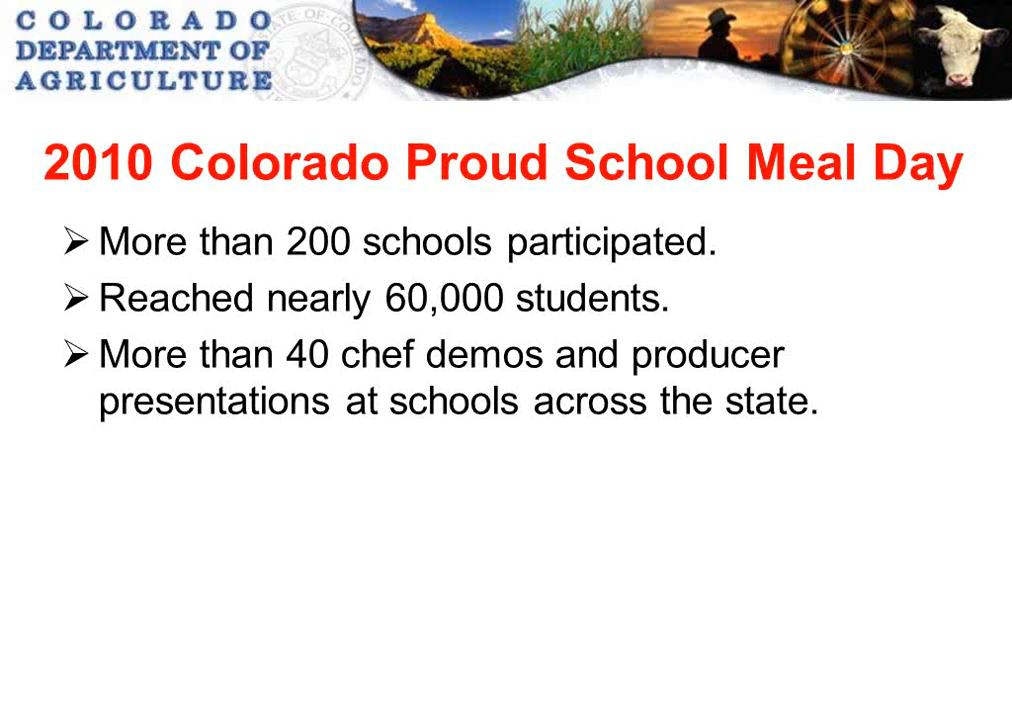 COLORADO
DEPARTMENT OF
AGRICULTURE
2010 Colorado Proud School Meal Day
➢ More than 200 schools participated.
➢ Reached nearly 60,000 students.
➢ More than 40 chef demos and producer
presentations at schools across the state.